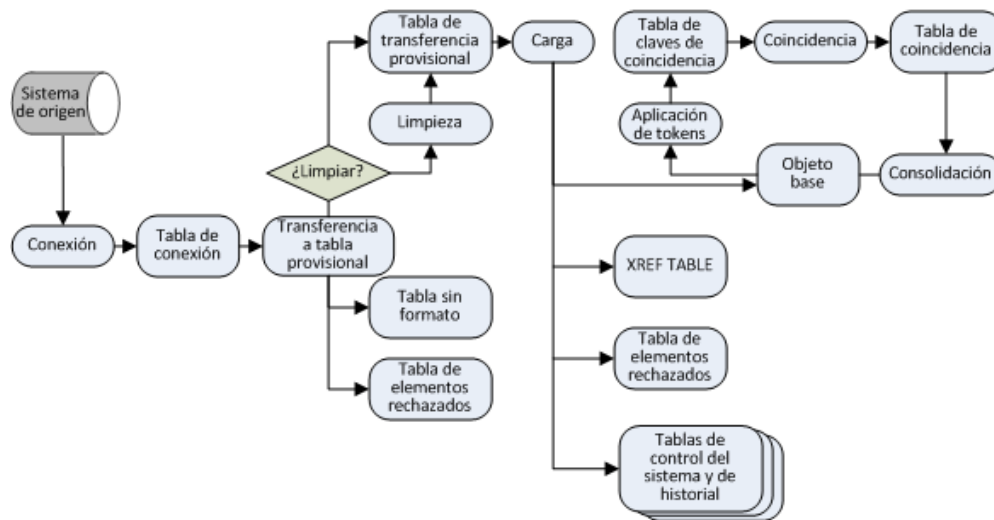 Sistema
de origen
Conexión
Tabla de
conexión
Transferencia
a tabla
provisional
¿Limpiar?
Tabla de
transferencia
provisional
Limpieza
Tabla sin
formato
Tabla de
elementos
rechazados
Carga
Tabla de
claves de
coincidencia
Aplicación
de tokens
Coincidencia
Tabla de
coincidencia
Consolidación
Objeto
base
XREF TABLE
Tabla de
elementos
rechazados
Tablas de
control del
sistema y de
historial